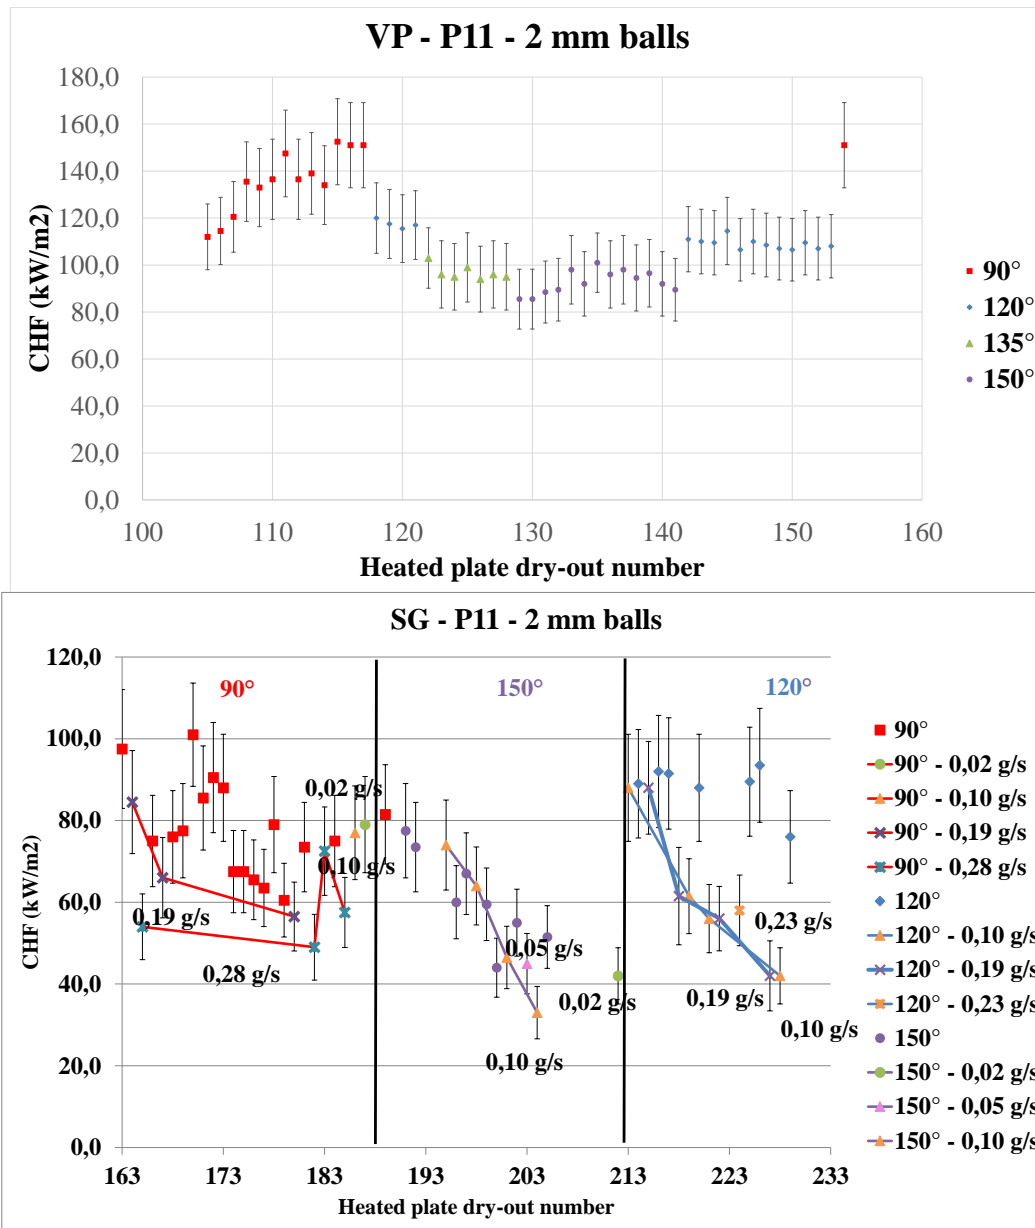 VP - P11 - 2 mm balls
180,0
160,0
140,0
120,0
100,0
80,0
60,0
40,0
20,0
0,0
CHF (kW/m2)
100 110 120 130 140 150 160
Heated plate dry-out number
90°
120°
135°
150°
SG - P11 - 2 mm balls
120,0
100,0
80,0
60,0
40,0
20,0
0,0
CHF (kW/m2)
90°
150°
120°
0,02 g/s
0,10 g/s
0,19 g/s
0,28 g/s
0,05 g/s
0,02 g/s
0,10 g/s
0,23 g/s
0,19 g/s
0,10 g/s
163 173 183 193 203 213 223 233
Heated plate dry-out number
90°
90° - 0,02 g/s
90° - 0,10 g/s
90° - 0,19 g/s
90° - 0,28 g/s
120°
120° - 0,10 g/s
120° - 0,19 g/s
120° - 0,23 g/s
150°
150° - 0,02 g/s
150° - 0,05 g/s
150° - 0,10 g/s